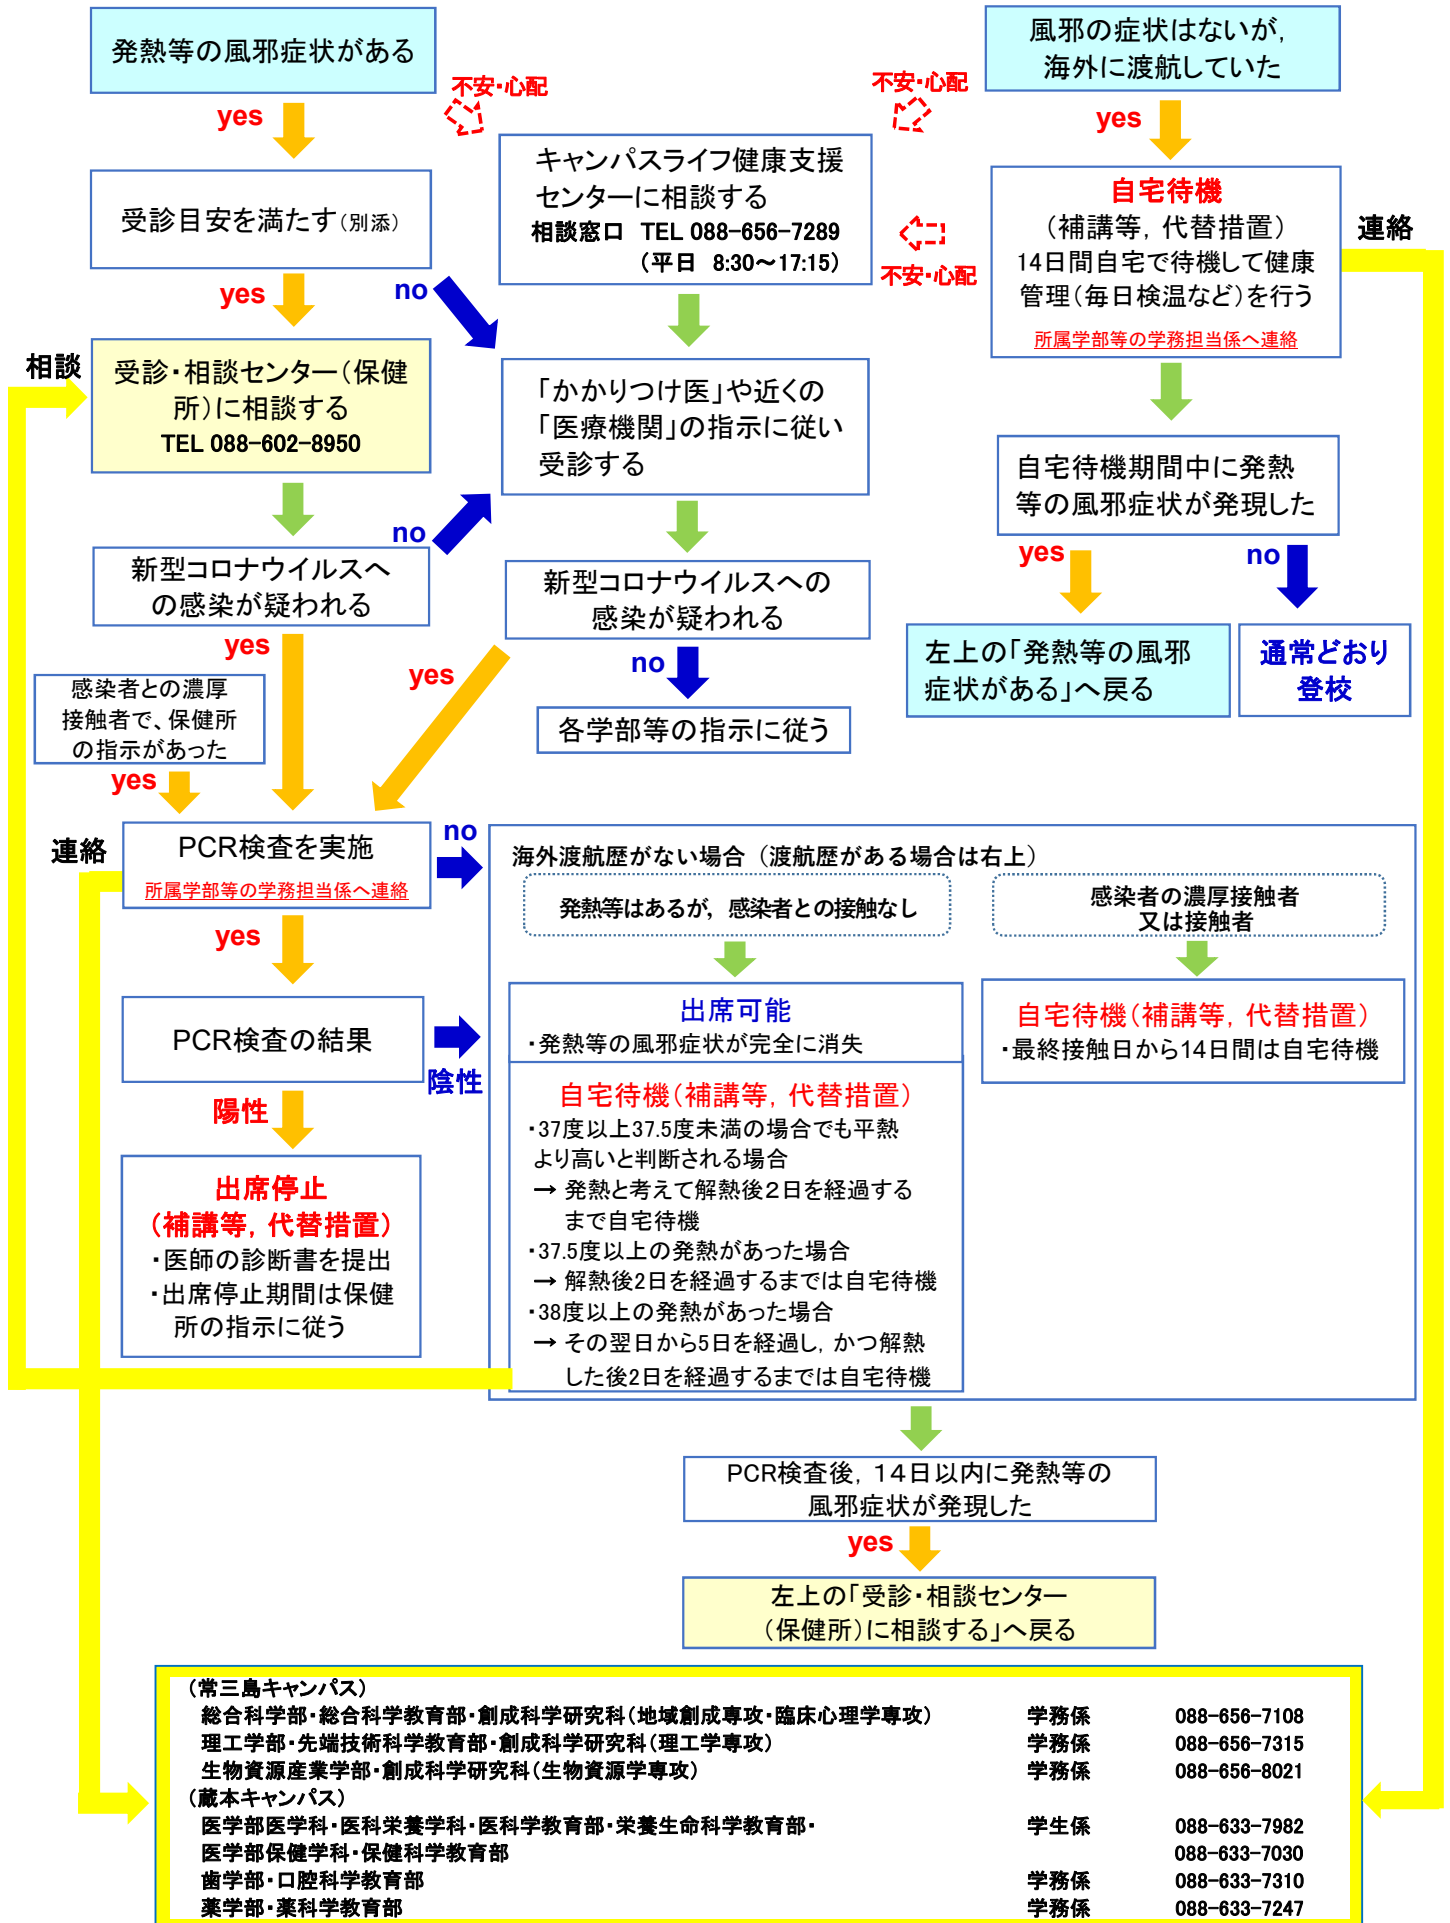 発熱等の風邪症状がある
風邪の症状はないが，
海外に渡航していた
不安・心配
不安・心配
yes
yes
キャンパスライフ健康支援
センターに相談する
相談窓口 TEL 088-656-7289
（平日 8:30～17:15）
受診目安を満たす（別添）
自宅待機
（補講等，代替措置）
14日間自宅で待機して健康
管理（毎日検温など）を行う
所属学部等の学務担当係へ連絡
連絡
不安・心配
yes
no
相談
受診・相談センター（保健
所）に相談する
TEL 088-602-8950
「かかりつけ医」や近くの
「医療機関」の指示に従い
受診する
自宅待機期間中に発熱
等の風邪症状が発現した
no
yes
no
新型コロナウイルスへ
の感染が疑われる
新型コロナウイルスへの
感染が疑われる
左上の「発熱等の風邪
症状がある」へ戻る
通常どおり
登校
yes
yes
no
感染者との濃厚
接触者で、保健所
の指示があった
各学部等の指示に従う
yes
連絡
PCR検査を実施
所属学部等の学務担当係へ連絡
no
海外渡航歴がない場合（渡航歴がある場合は右上）
発熱等はあるが，感染者との接触なし
感染者の濃厚接触者
又は接触者
yes
PCR検査の結果
陰性
出席可能
・発熱等の風邪症状が完全に消失
自宅待機（補講等，代替措置）
・最終接触日から14日間は自宅待機
自宅待機（補講等，代替措置）
・37度以上37.5度未満の場合でも平熱
より高いと判断される場合
→ 発熱と考えて解熱後２日を経過する
まで自宅待機
・37.5度以上の発熱があった場合
→ 解熱後2日を経過するまでは自宅待機
・38度以上の発熱があった場合
→ その翌日から5日を経過し，かつ解熱
した後2日を経過するまでは自宅待機
陽性
出席停止
（補講等，代替措置）
・医師の診断書を提出
・出席停止期間は保健
所の指示に従う
PCR検査後，１４日以内に発熱等の
風邪症状が発現した
yes
左上の「受診・相談センター
（保健所）に相談する」へ戻る
（常三島キャンパス）
総合科学部・総合科学教育部・創成科学研究科（地域創成専攻・臨床心理学専攻） 学務係 088-656-7108
理工学部・先端技術科学教育部・創成科学研究科（理工学専攻） 学務係 088-656-7315
生物資源産業学部・創成科学研究科（生物資源学専攻） 学務係 088-656-8021
（蔵本キャンパス）
医学部医学科・医科栄養学科・医科学教育部・栄養生命科学教育部・ 学生係 088-633-7982
医学部保健学科・保健科学教育部 088-633-7030
歯学部・口腔科学教育部 学務係 088-633-7310
薬学部・薬科学教育部 学務係 088-633-7247